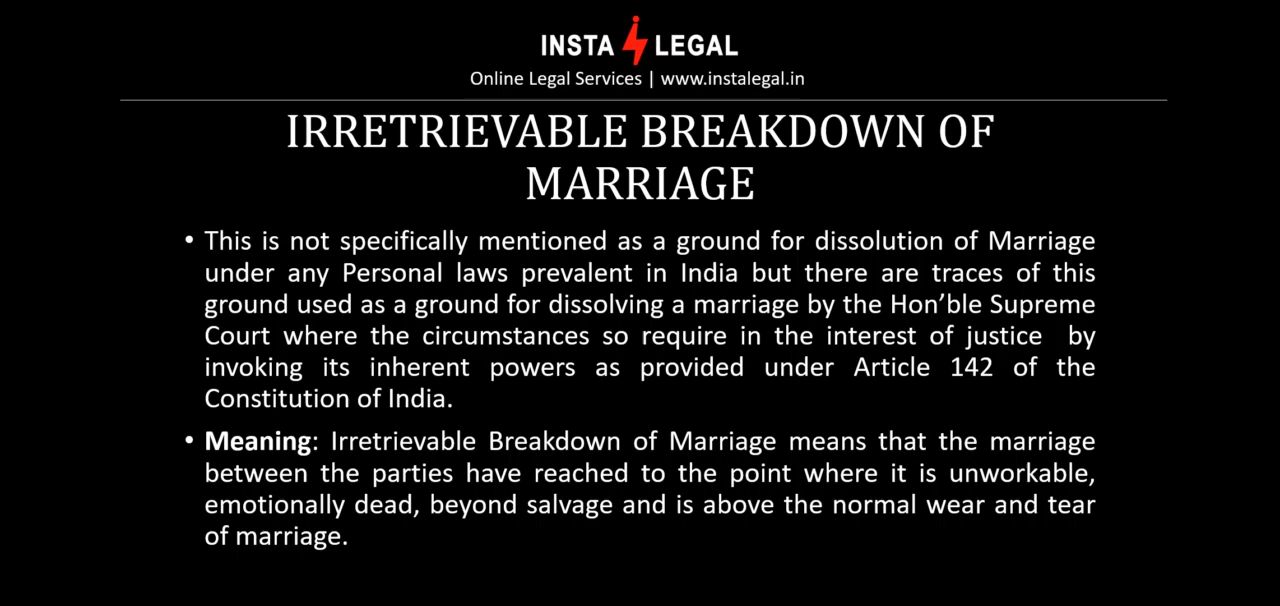 INSTA LEGAL
Online Legal Services | www.instalegal.in
IRRETRIEVABLE BREAKDOWN OF
MARRIAGE
• This is not specifically mentioned as a ground for dissolution of Marriage
under any Personal laws prevalent in India but there are traces of this
ground used as a ground for dissolving a marriage by the Hon’ble Supreme
Court where the circumstances so require in the interest of justice by
invoking its inherent powers as provided under Article 142 of the
Constitution of India.
• Meaning: Irretrievable Breakdown of Marriage means that the marriage
between the parties have reached to the point where it is unworkable,
emotionally dead, beyond salvage and is above the normal wear and tear
of marriage.